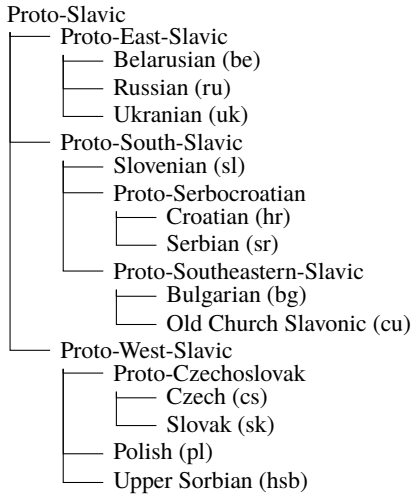 Proto-Slavic
Proto-East-Slavic
Belarusian (be)
Russian (ru)
Ukranian (uk)
Proto-South-Slavic
Slovenian (sl)
Proto-Serbocroatian
Croatian (hr)
Serbian (sr)
Proto-Southeastern-Slavic
Bulgarian (bg)
Old Church Slavonic (cu)
Proto-West-Slavic
Proto-Czechoslovak
Czech (cs)
Slovak (sk)
Polish (pl)
Upper Sorbian (hsb)